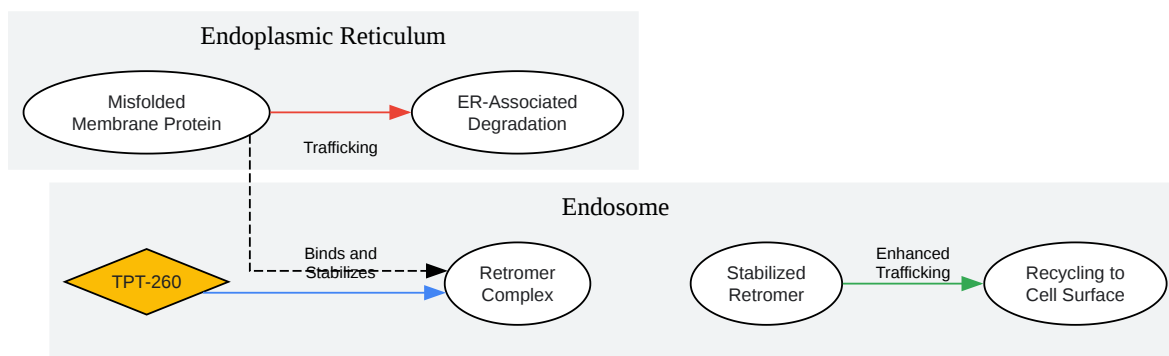 Endoplasmic Reticulum
Misfolded
Membrane Protein
ER-Associated
Degradation
Trafficking
Endosome
TPT-260
Binds and
Stabilizes
Retromer
Complex
Stabilized
Retromer
Enhanced
Trafficking
Recycling to
Cell Surface